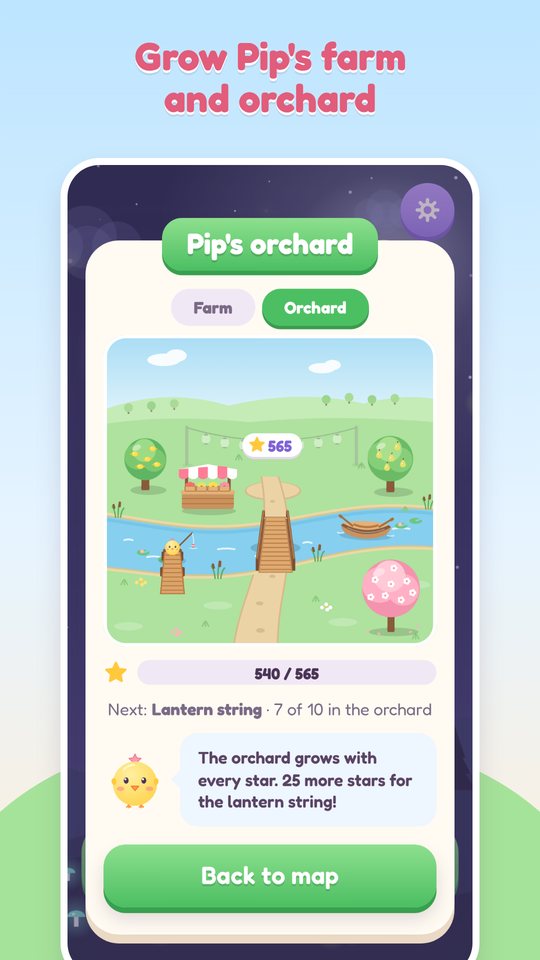 Grow Pip's farm
and orchard
Pip's orchard
Farm
Orchard
565
540 / 565
Next: Lantern string · 7 of 10 in the orchard
The orchard grows with
every star. 25 more stars for
the lantern string!
Back to map